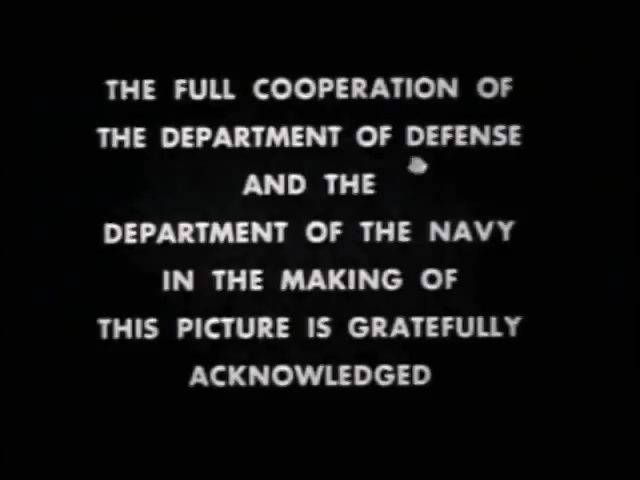 THE FULL COOPERATION OF
THE DEPARTMENT OF DEFENSE
AND THE
DEPARTMENT OF THE NAVY
IN THE MAKING OF
THIS PICTURE IS GRATEFULLY
ACKNOWLEDGED